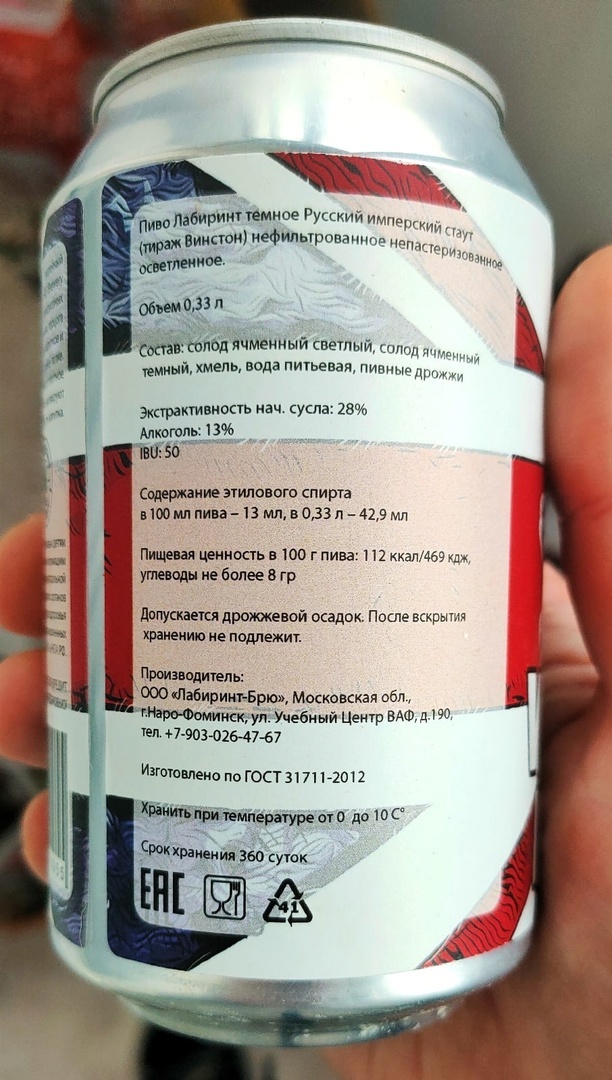 Пиво Лабиринт темное Русский имперский стаут
(тираж Винстон) нефильтрованное непастеризованное
осветленное.
Объем 0,33 л
Состав: солод ячменный светлый, солод ячменный
темный, хмель, вода питьевая, пивные дрожжи
Экстрактивность нач. сусла: 28%
Алкоголь: 13%
IBU: 50
Содержание этилового спирта
в 100 мл пива – 13 мл, в 0,33 л – 42,9 мл
Пищевая ценность в 100 г пива: 112 ккал/469 кдж,
углеводы не более 8 гр
Допускается дрожжевой осадок. После вскрытия
хранению не подлежит.
Производитель:
ООО «Лабиринт-Брю», Московская обл.,
г.Наро-Фоминск, ул. Учебный Центр ВАФ, д.190,
тел. +7-903-026-47-67
Изготовлено по ГОСТ 31711-2012
Хранить при температуре от 0 до 10 С°
Срок хранения 360 суток
EAC
41